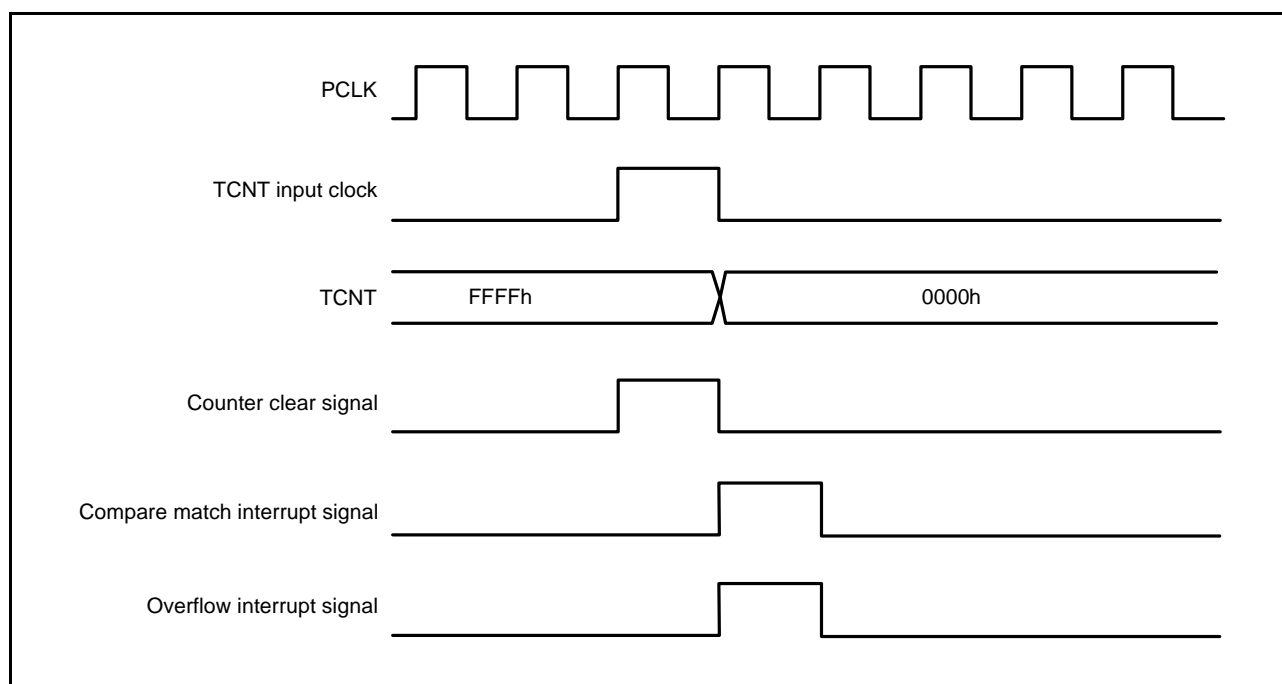 PCLK
TCNT input clock
TCNT
FFFFh
0000h
Counter clear signal
Compare match interrupt signal
Overflow interrupt signal